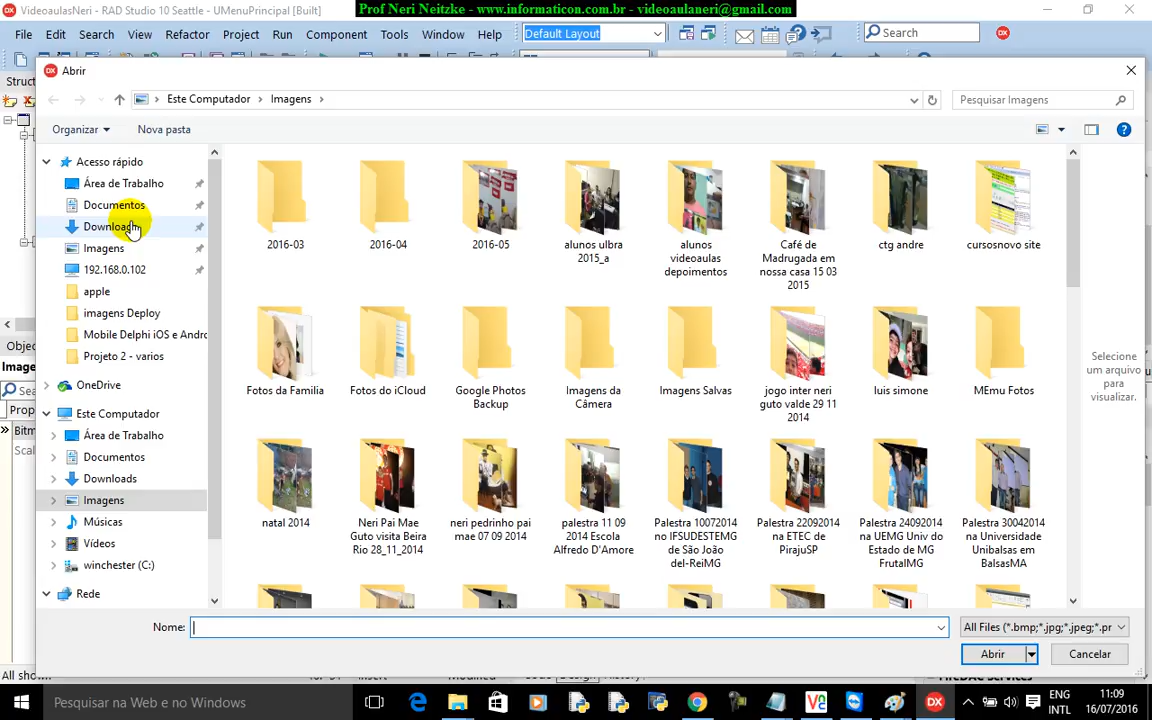 Prof Neri Neitzke - www.informaticon.com.br - videoaulaneri@gmail.com
VideoaulasNeri - RAD Studio 10 Seattle - UMenuPrincipal [Built]
File Edit Search View Refactor Project Run Component Tools Window Help
Default Layout
Search
Struct
Abrir
Este Computador > Imagens >
Pesquisar Imagens
Organizar
Nova pasta
Acesso rápido
Área de Trabalho
Documentos
Imagens
192.168.0.102
apple
imagens Deploy
Mobile Delphi iOS e Andro
Projeto 2 - varios
OneDrive
Este Computador
Área de Trabalho
Documentos
Downloads
Imagens
Músicas
Vídeos
winchester (C:)
Rede
2016-03
2016-04
2016-05
alunos ulbra
2015_a
alunos
videoaulas
depoimentos
Café de
Madrugada em
nossa casa 15 03
2015
ctg andre
cursosnovo site
Fotos da Familia
Fotos do iCloud
Google Photos
Backup
Imagens da
Câmera
Imagens Salvas
jogo inter neri
guto valde 29 11
2014
luis simone
MEmu Fotos
natal 2014
Neri Pai Mae
Guto visita Beira
Rio 28_11_2014
neri pedrinho pai
mae 07 09 2014
palestra 11 09
2014 Escola
Alfredo D'Amore
Palestra 10072014
no IFSUDESTEMG
de São João
del-ReiMG
Palestra 22092014
na ETEC de
PirajuSP
Palestra 24092014
na UEMG Univ do
Estado de MG
FrutalMG
Palestra 30042014
na Universidade
Unibalsas em
BalsasMA
Selecione
um arquivo
para
visualizar.
Nome:
All Files (*.bmp;*.jpg;*.jpeg;*.pr
Abrir
Cancelar
Objec
Image
Sea
Prop
Bitm
Scal
All sho
Insert
Pesquisar na Web e no Windows
ENG
INTL
11:09
16/07/2016